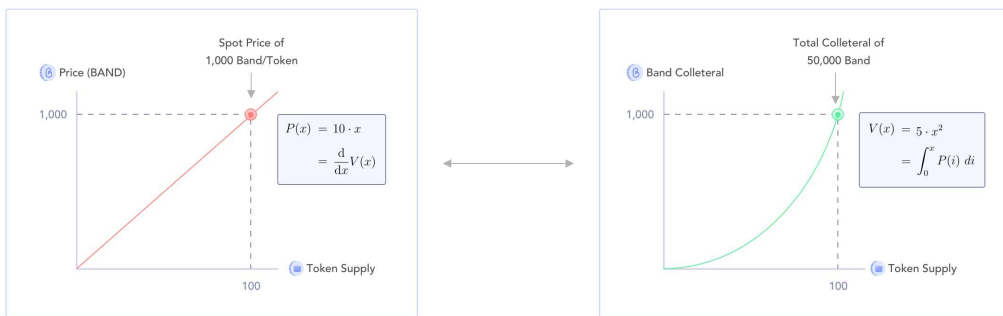 Spot Price of
1,000 Band/Token
Price (BAND)
1,000
P(x) = 10 · x
= d/dx V(x)
Token Supply
100
Total Colleteral of
50,000 Band
Band Colleteral
1,000
V(x) = 5 · x²
= ∫₀ˣ P(i) di
Token Supply
100